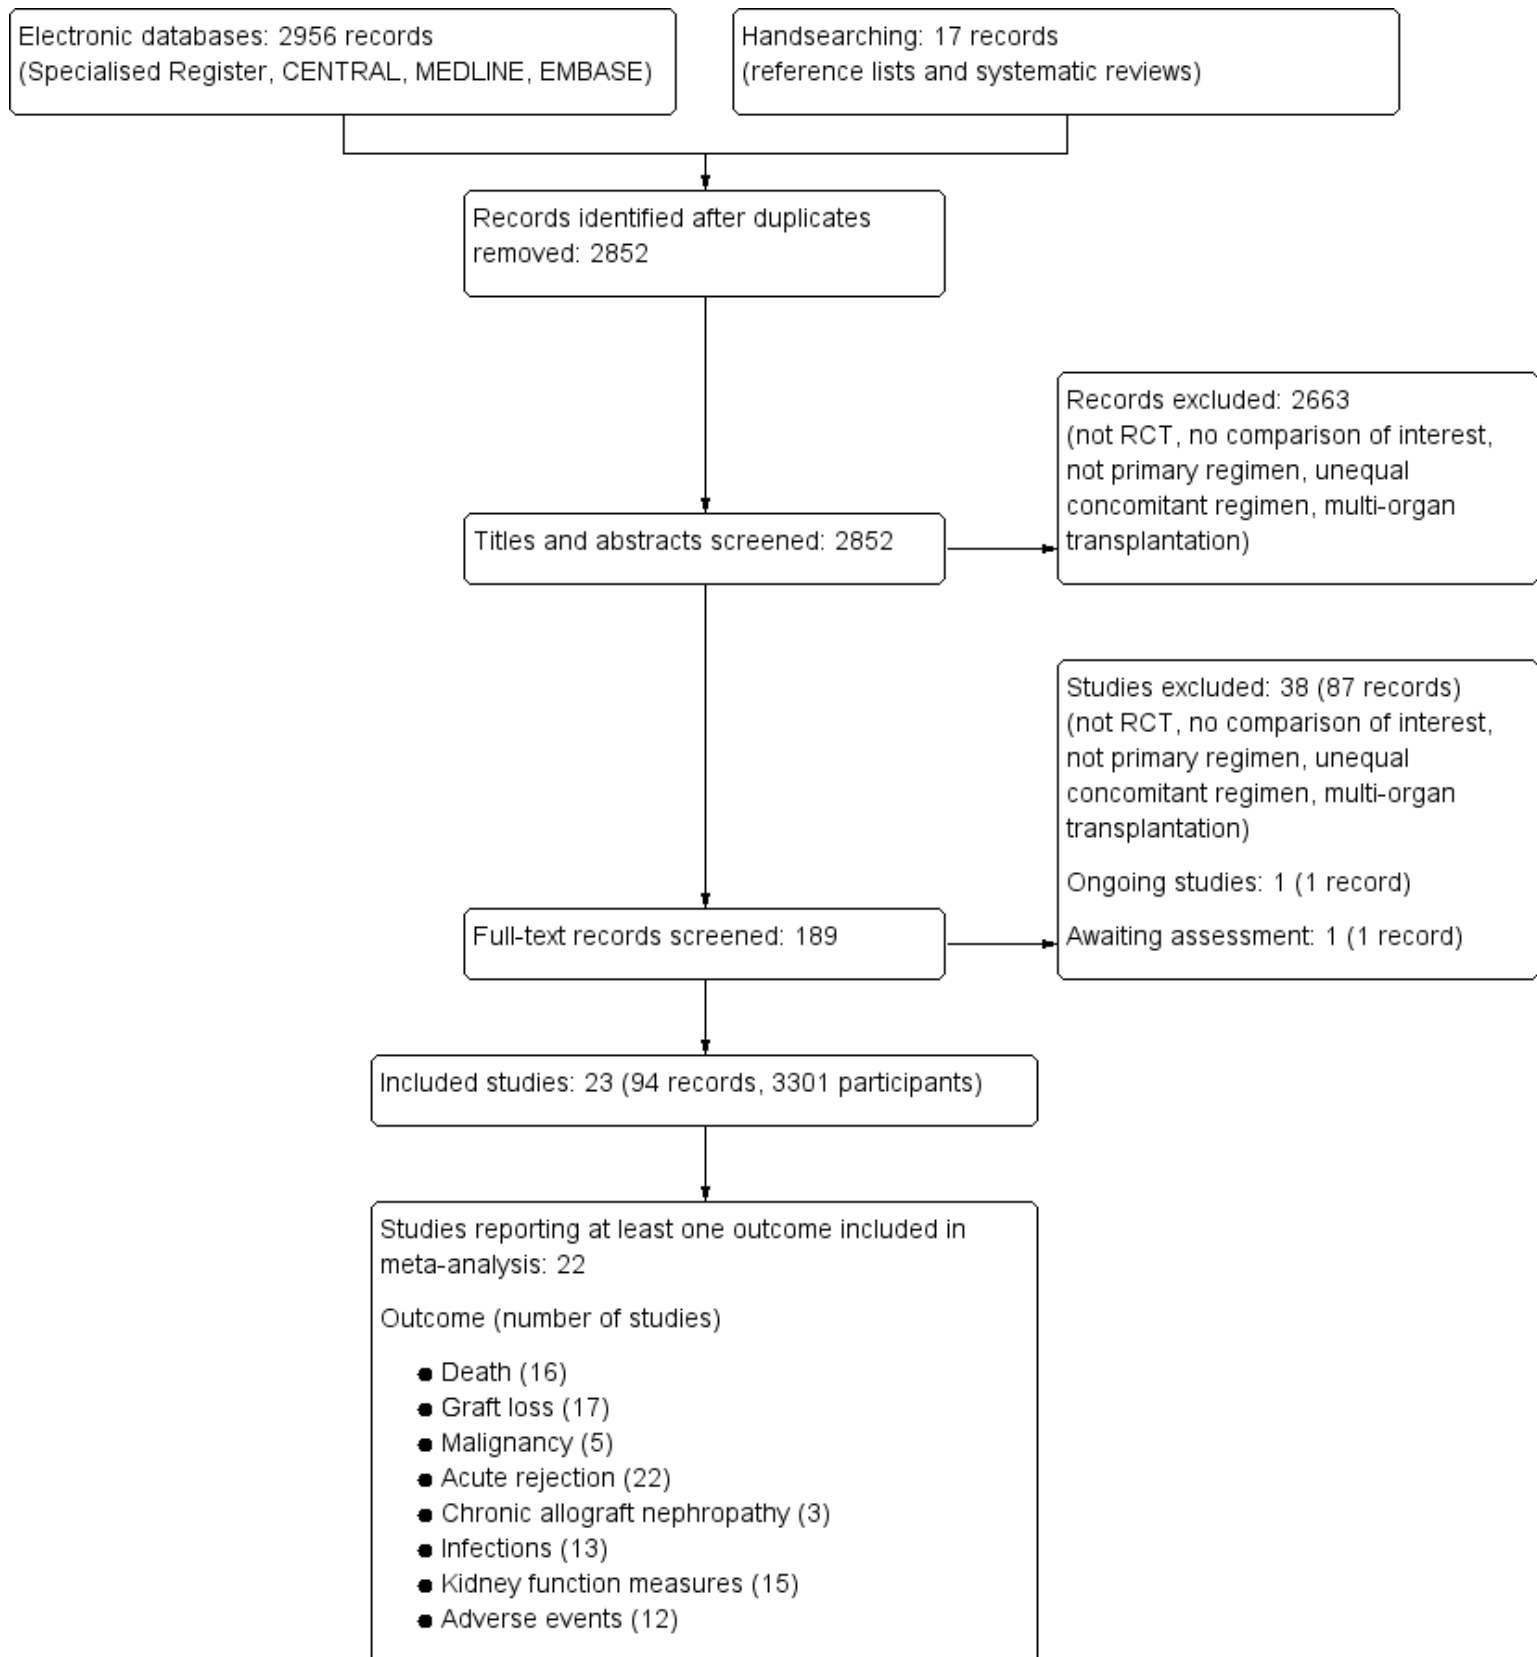 Electronic databases: 2956 records
(Specialised Register, CENTRAL, MEDLINE, EMBASE)
Handsearching: 17 records
(reference lists and systematic reviews)
Records identified after duplicates
removed: 2852
Records excluded: 2663
(not RCT, no comparison of interest,
not primary regimen, unequal
concomitant regimen, multi-organ
transplantation)
Titles and abstracts screened: 2852
Studies excluded: 38 (87 records)
(not RCT, no comparison of interest,
not primary regimen, unequal
concomitant regimen, multi-organ
transplantation)
Ongoing studies: 1 (1 record)
Awaiting assessment: 1 (1 record)
Full-text records screened: 189
Included studies: 23 (94 records, 3301 participants)
Studies reporting at least one outcome included in
meta-analysis: 22
Outcome (number of studies)
● Death (16)
● Graft loss (17)
● Malignancy (5)
● Acute rejection (22)
● Chronic allograft nephropathy (3)
● Infections (13)
● Kidney function measures (15)
● Adverse events (12)